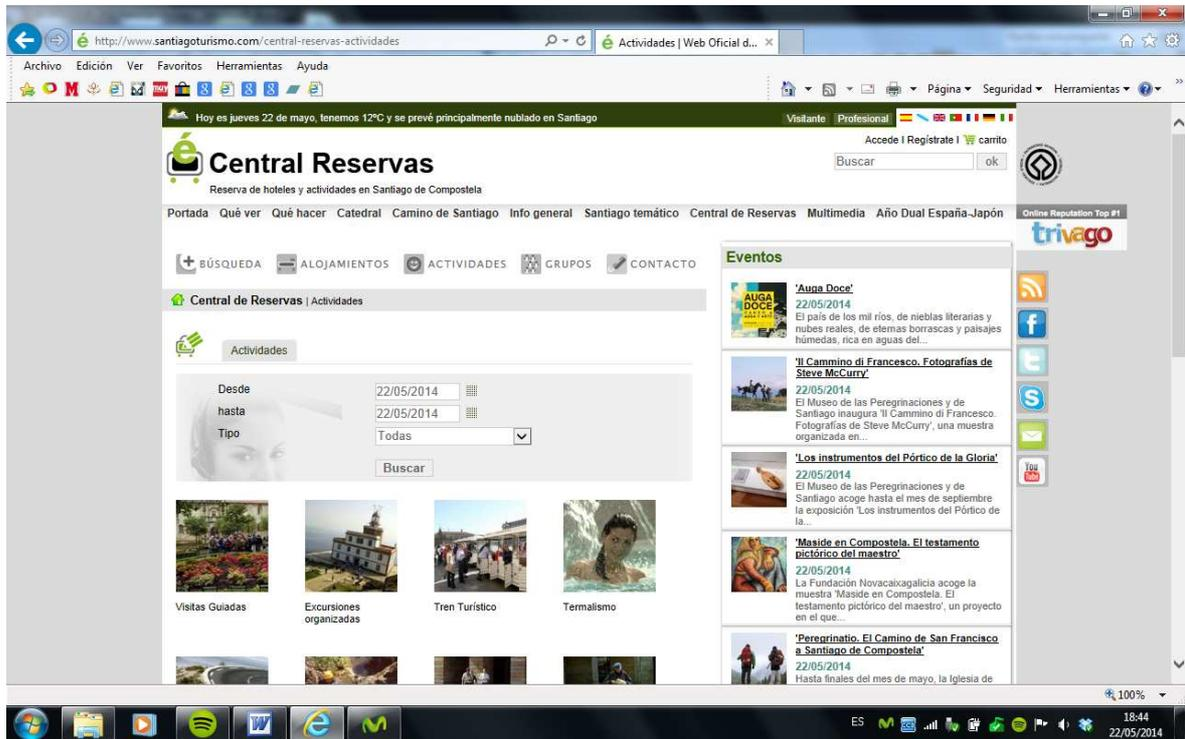 http://www.santiagoturismo.com/central-reservas-actividades
Actividades | Web Oficial d...
Archivo Edición Ver Favoritos Herramientas Ayuda
Página Seguridad Herramientas
Hoy es jueves 22 de mayo, tenemos 12ºC y se prevé principalmente nublado en Santiago
Visitante Profesional
Accede I Regístrate I carrito
Central Reservas
Reserva de hoteles y actividades en Santiago de Compostela
Buscar ok
Portada Qué ver Qué hacer Catedral Camino de Santiago Info general Santiago temático Central de Reservas Multimedia Año Dual España-Japón
Online Reputation Top #1
trivago
BÚSQUEDA ALOJAMIENTOS ACTIVIDADES GRUPOS CONTACTO
Central de Reservas | Actividades
Actividades
Desde 22/05/2014
hasta 22/05/2014
Tipo Todas
Buscar
Visitas Guiadas
Excursiones
organizadas
Tren Turístico
Termalismo
Eventos
AUGA
DOCE
'Auga Doce'
22/05/2014
El país de los mil ríos, de nieblas literarias y
nubes reales, de eternas borrascas y paisajes
húmedas, rica en aguas del...
'Il Cammino di Francesco. Fotografías de
Steve McCurry'
22/05/2014
El Museo de las Peregrinaciones y de
Santiago inaugura 'Il Cammino di Francesco.
Fotografías de Steve McCurry', una muestra
organizada en...
'Los instrumentos del Pórtico de la Gloria'
22/05/2014
El Museo de las Peregrinaciones y de
Santiago acoge hasta el mes de septiembre
la exposición 'Los instrumentos del Pórtico de
la...
'Maside en Compostela. El testamento
pictórico del maestro'
22/05/2014
La Fundación Novacaixagalicia acoge la
muestra 'Maside en Compostela. El
testamento pictórico del maestro', un proyecto
en el que...
'Peregrinatio. El Camino de San Francisco
a Santiago de Compostela'
22/05/2014
Hasta finales del mes de mayo, la Iglesia de
You
Tube
100%
ES
18:44
22/05/2014